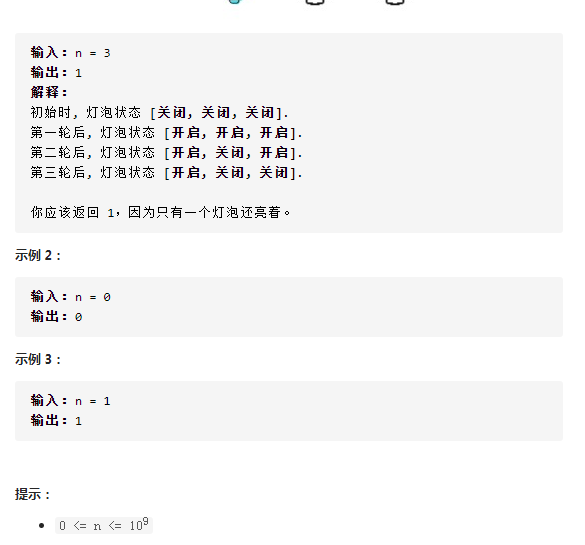 输入：n = 3
输出：1
解释：
初始时, 灯泡状态 [关闭, 关闭, 关闭].
第一轮后, 灯泡状态 [开启, 开启, 开启].
第二轮后, 灯泡状态 [开启, 关闭, 开启].
第三轮后, 灯泡状态 [开启, 关闭, 关闭].
你应该返回 1，因为只有一个灯泡还亮着。
示例 2：
输入：n = 0
输出：0
示例 3：
输入：n = 1
输出：1
提示：
• 0 <= n <= 10⁹